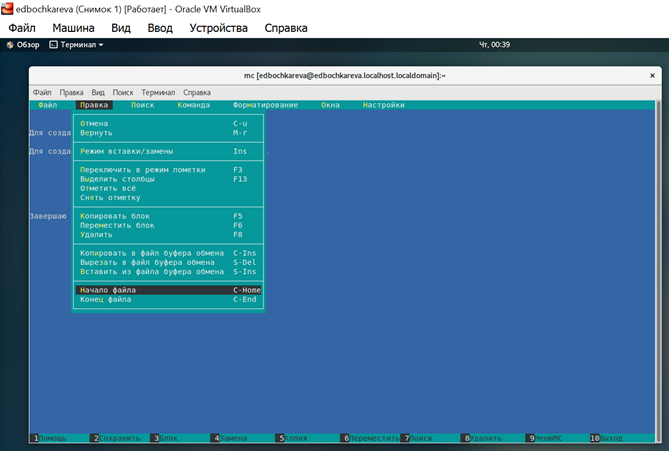 edbochkareva (Снимок 1) [Работает] - Oracle VM VirtualBox
Файл Машина Вид Ввод Устройства Справка
Обзор Терминал Чт, 00:39
mc [edbochkareva@edbochkareva.localhost.localdomain]:~
Файл Правка Вид Поиск Терминал Справка
Файл Правка Поиск Команда Форматирование Окна Настройки
Отмена C-u
Для созда Вернуть M-r
Для созда Режим вставки/замены Ins .
Переключить в режим пометки F3
Выделить столбцы F13
Отметить всё
Снять отметку
Завершаю Копировать блок F5
Переместить блок F6
Удалить F8
Копировать в файл буфера обмена C-Ins
Вырезать в файл буфера обмена S-Del
Вставить из файла буфера обмена S-Ins
Начало файла C-Home
Конец файла C-End
1Помощь 2Сохранить 3Блок 4Замена 5Копия 6Переместить 7Поиск 8Удалить 9МенюMC 10Выход